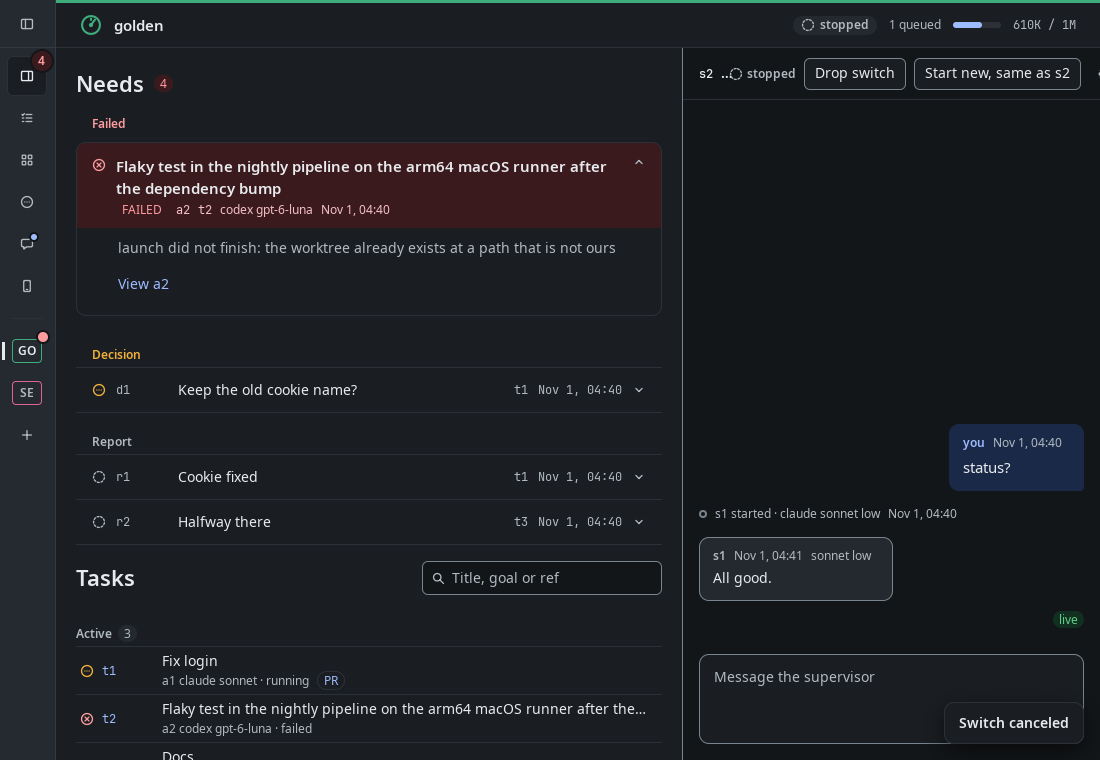 golden
stopped
1 queued
610K / 1M
4
GO
SE
Needs 4
Failed
Flaky test in the nightly pipeline on the arm64 macOS runner after
the dependency bump
FAILED a2 t2 codex gpt-6-luna Nov 1, 04:40
launch did not finish: the worktree already exists at a path that is not ours
View a2
Decision
d1 Keep the old cookie name? t1 Nov 1, 04:40
Report
r1 Cookie fixed t1 Nov 1, 04:40
r2 Halfway there t3 Nov 1, 04:40
Tasks
Title, goal or ref
Active 3
t1 Fix login
a1 claude sonnet · running PR
t2 Flaky test in the nightly pipeline on the arm64 macOS runner after the…
a2 codex gpt-6-luna · failed
Docs
s2 … stopped Drop switch Start new, same as s2
you Nov 1, 04:40
status?
s1 started · claude sonnet low Nov 1, 04:40
s1 Nov 1, 04:41 sonnet low
All good.
live
Message the supervisor
Switch canceled